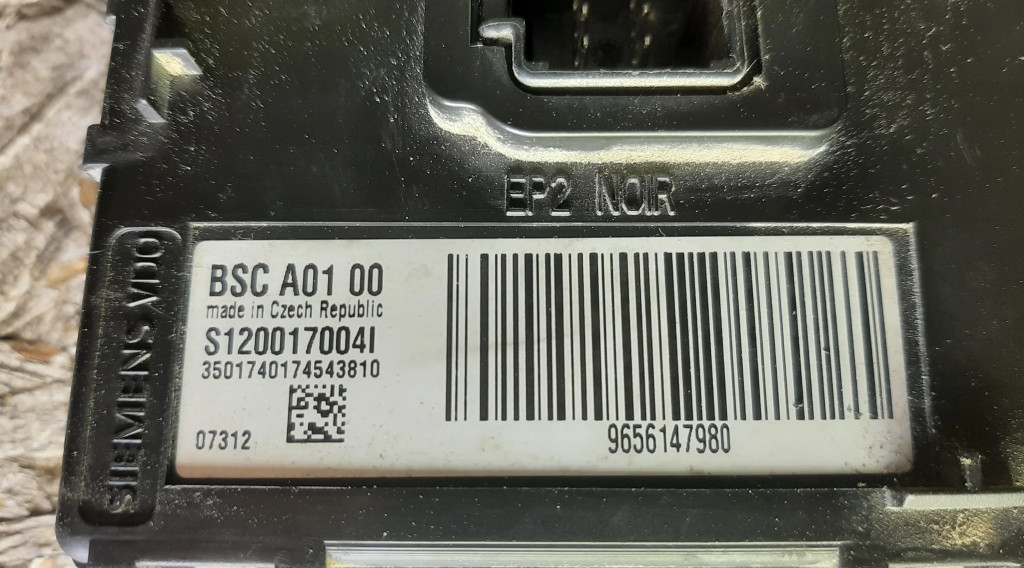 EP2 NOIR
SIEMENS VDO
BSC A01 00
made in Czech Republic
S120017004I
3501740174543810
07312
9656147980